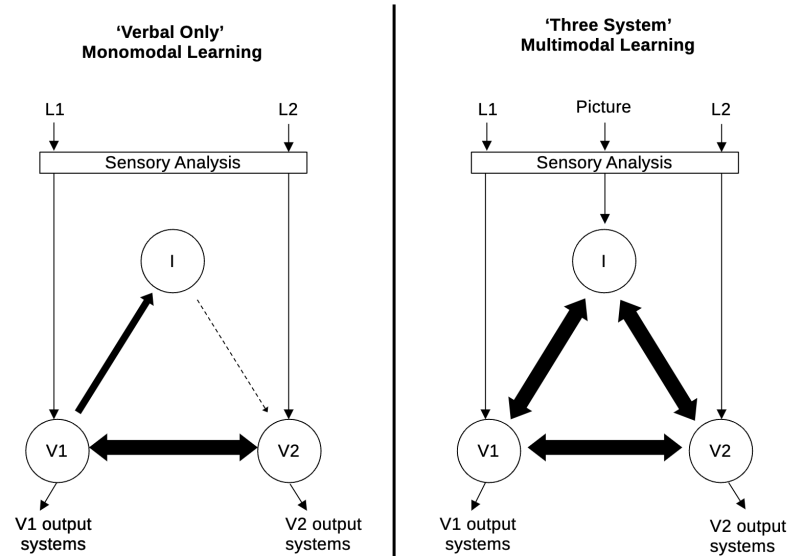 ‘Verbal Only’
Monomodal Learning
L1
L2
Sensory Analysis
I
V1
V2
V1 output
systems
V2 output
systems
‘Three System’
Multimodal Learning
L1
Picture
L2
Sensory Analysis
I
V1
V2
V1 output
systems
V2 output
systems